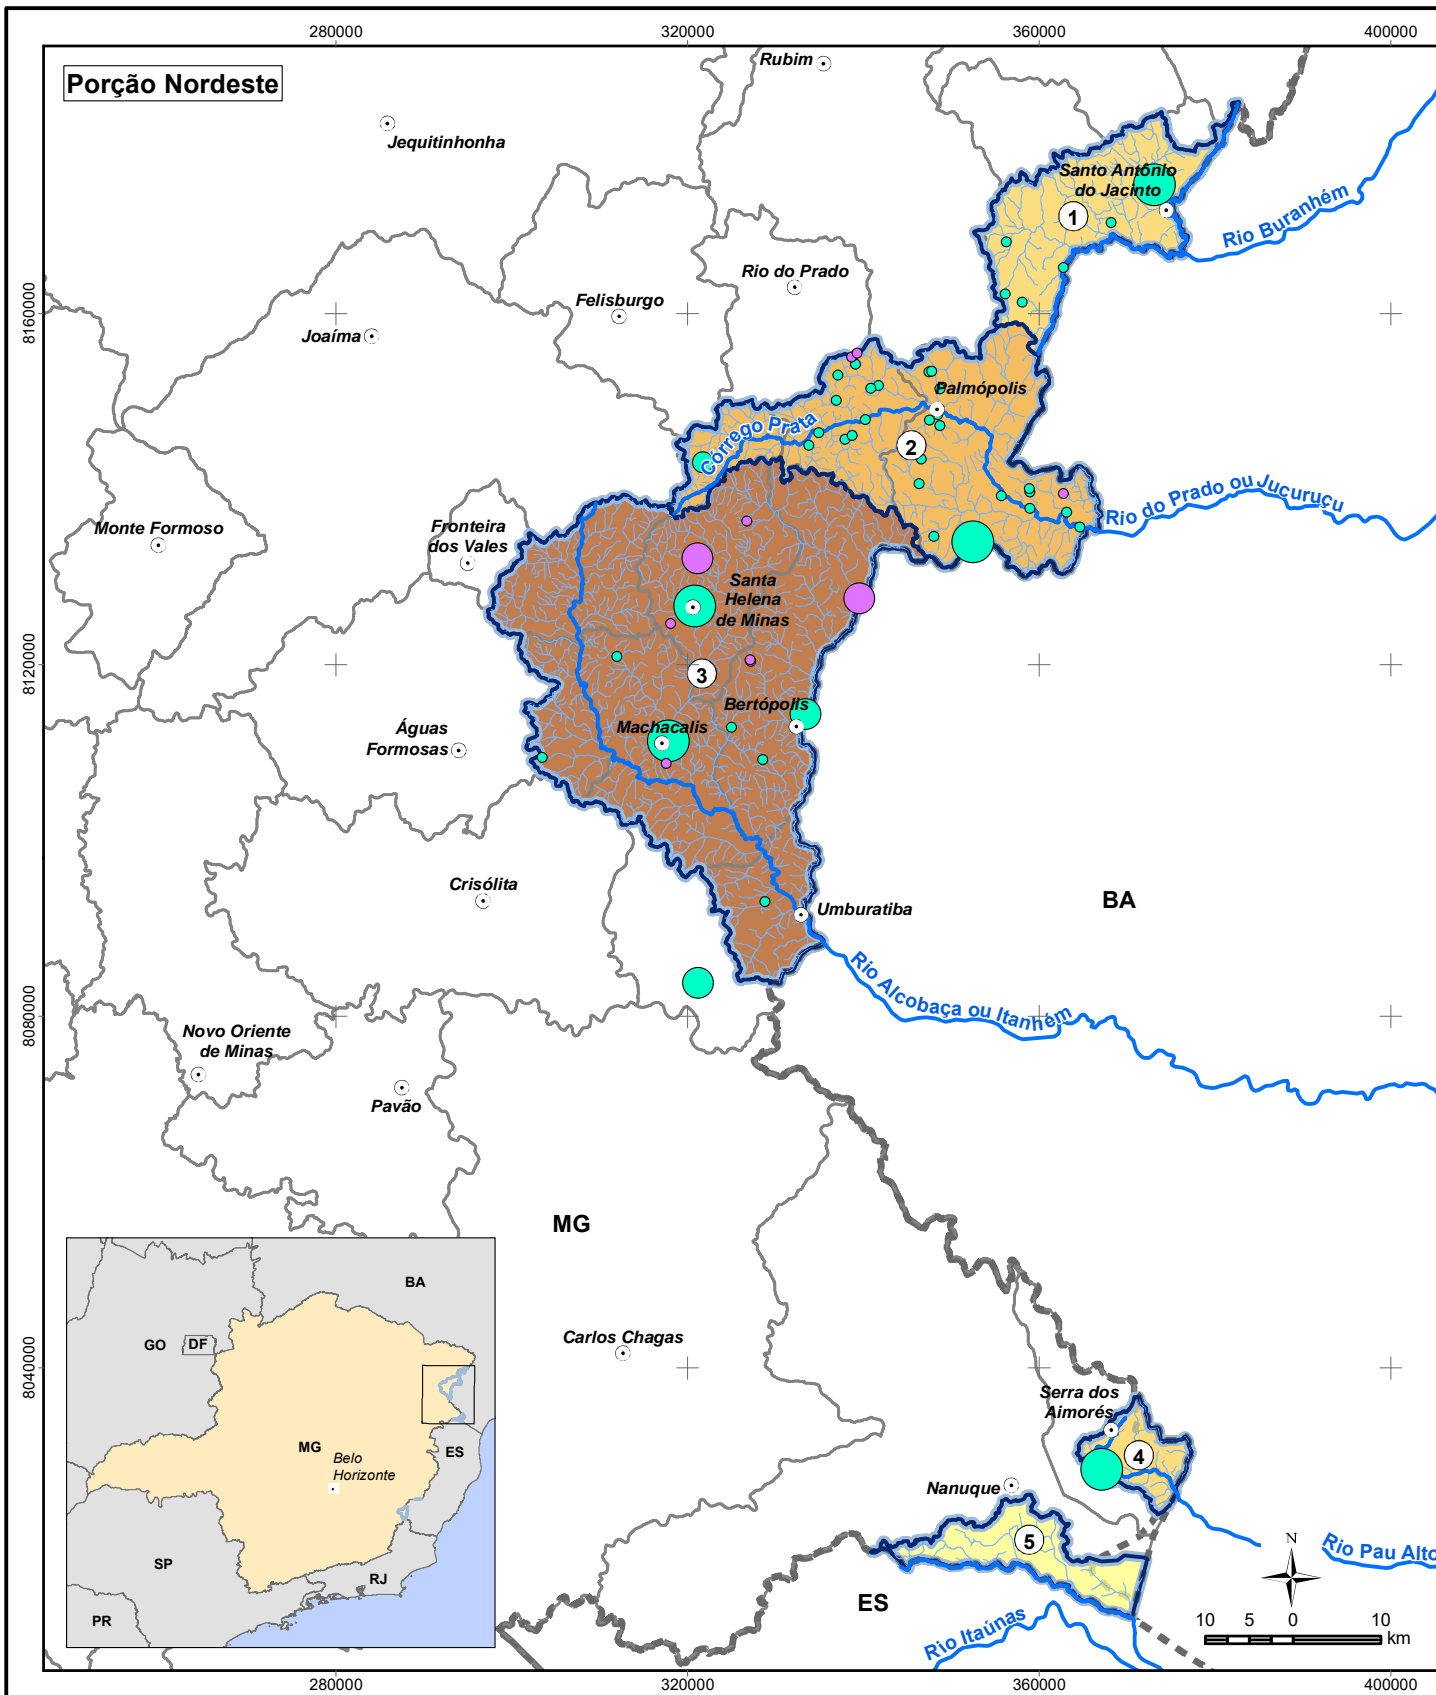 280000
320000
360000
400000
Porção Nordeste
Rubim
Jequitinhonha
Santo Antônio
do Jacinto
1
Rio Buranhém
Rio do Prado
Felisburgo
Joaíma
8160000
Palmópolis
Córrego Prata
2
Rio do Prado ou Jucuruçu
Monte Formoso
Fronteira
dos Vales
Santa
Helena
de Minas
8120000
3
Bertópolis
Machacalis
Águas
Formosas
Crisólita
Umburatiba
BA
Rio Alcobaça ou Itanhém
8080000
Novo Oriente
de Minas
Pavão
MG
BA
GO
DF
MG
Belo
Horizonte
ES
SP
RJ
PR
Carlos Chagas
8040000
Serra dos
Aimorés
4
Nanuque
5
Rio Pau Alto
N
ES
Rio Itaúnas
10 5 0 10
km
280000
320000
360000
400000